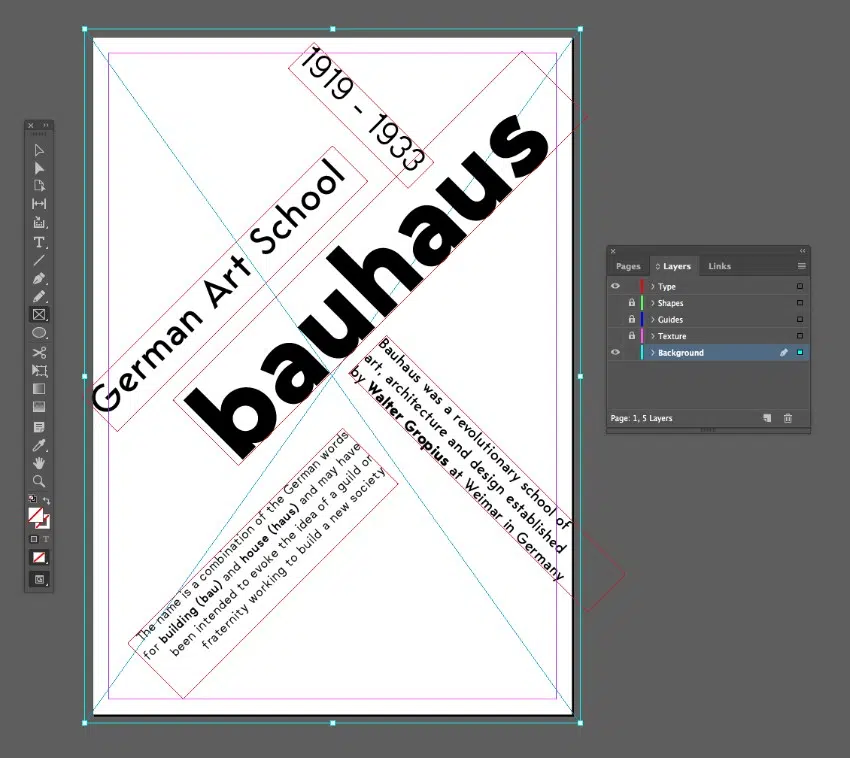 1919 - 1933
German Art School
bauhaus
Bauhaus was a revolutionary school of
art, architecture and design established
by Walter Gropius at Weimar in Germany
The name is a combination of the German words
for building (bau) and house (haus) and may have
been intended to evoke the idea of a guild or
fraternity working to build a new society
Pages
Layers
Links
Type
Shapes
Guides
Texture
Background
Page: 1, 5 Layers